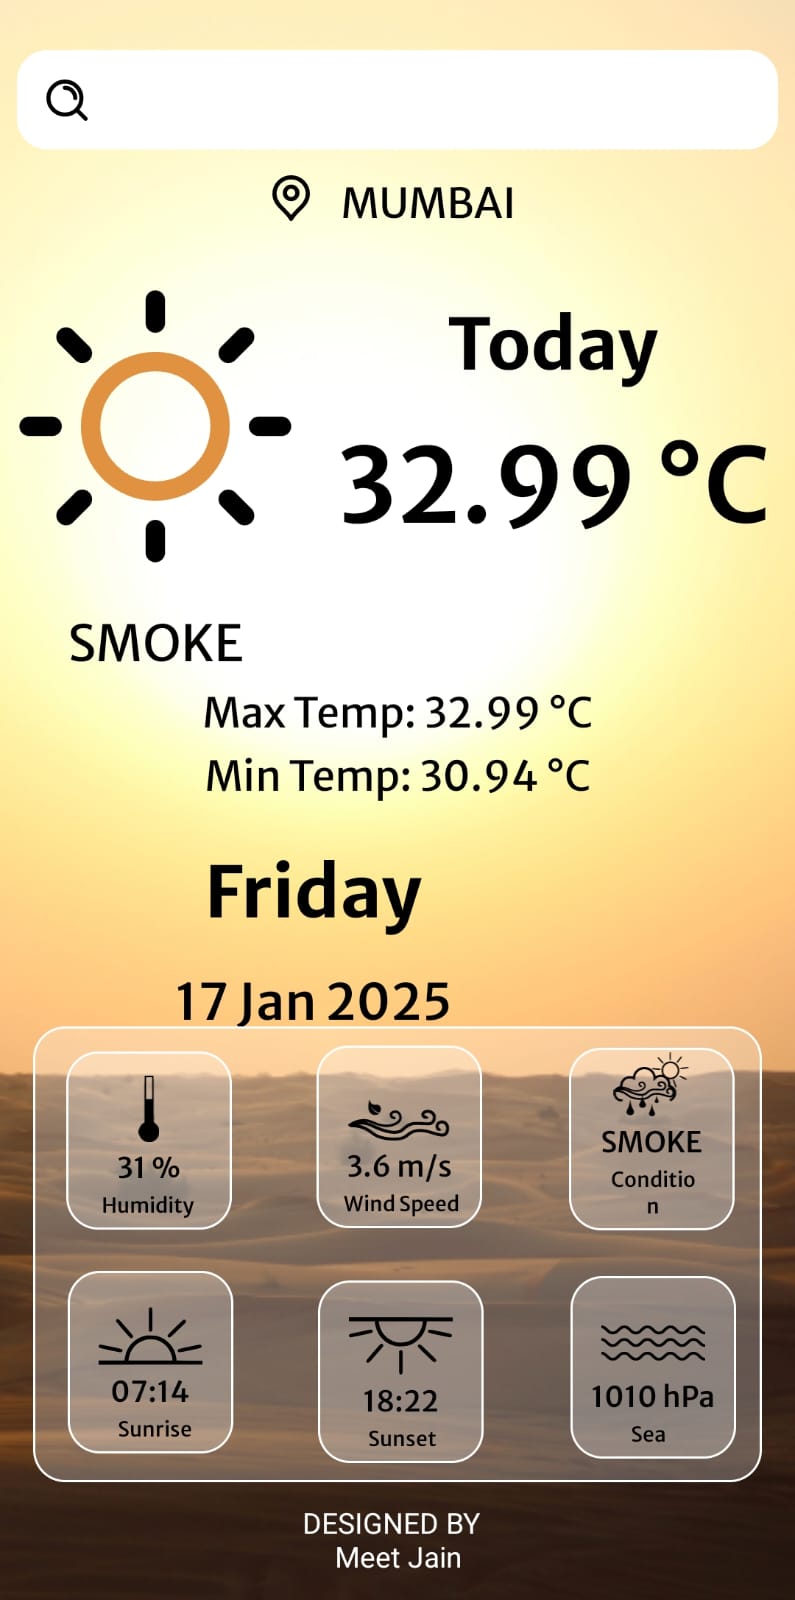 MUMBAI
Today
32.99 °C
SMOKE
Max Temp: 32.99 °C
Min Temp: 30.94 °C
Friday
17 Jan 2025
31 %
Humidity
3.6 m/s
Wind Speed
SMOKE
Conditio
n
07:14
Sunrise
18:22
Sunset
1010 hPa
Sea
DESIGNED BY
Meet Jain